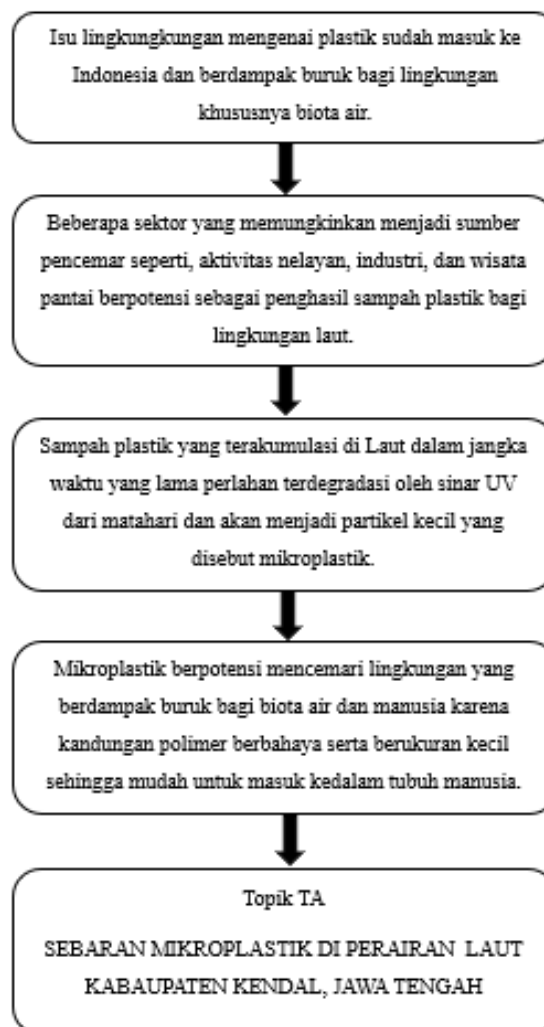 Isu lingkungkungan mengenai plastik sudah masuk ke
Indonesia dan berdampak buruk bagi lingkungan
khususnya biota air.
Beberapa sektor yang memungkinkan menjadi sumber
pencemar seperti, aktivitas nelayan, industri, dan wisata
pantai berpotensi sebagai penghasil sampah plastik bagi
lingkungan laut.
Sampah plastik yang terakumulasi di Laut dalam jangka
waktu yang lama perlahan terdegradasi oleh sinar UV
dari matahari dan akan menjadi partikel kecil yang
disebut mikroplastik.
Mikroplastik berpotensi mencemari lingkungan yang
berdampak buruk bagi biota air dan manusia karena
kandungan polimer berbahaya serta berukuran kecil
sehingga mudah untuk masuk kedalam tubuh manusia.
Topik TA
SEBARAN MIKROPLASTIK DI PERAIRAN LAUT
KABAUPATEN KENDAL, JAWA TENGAH